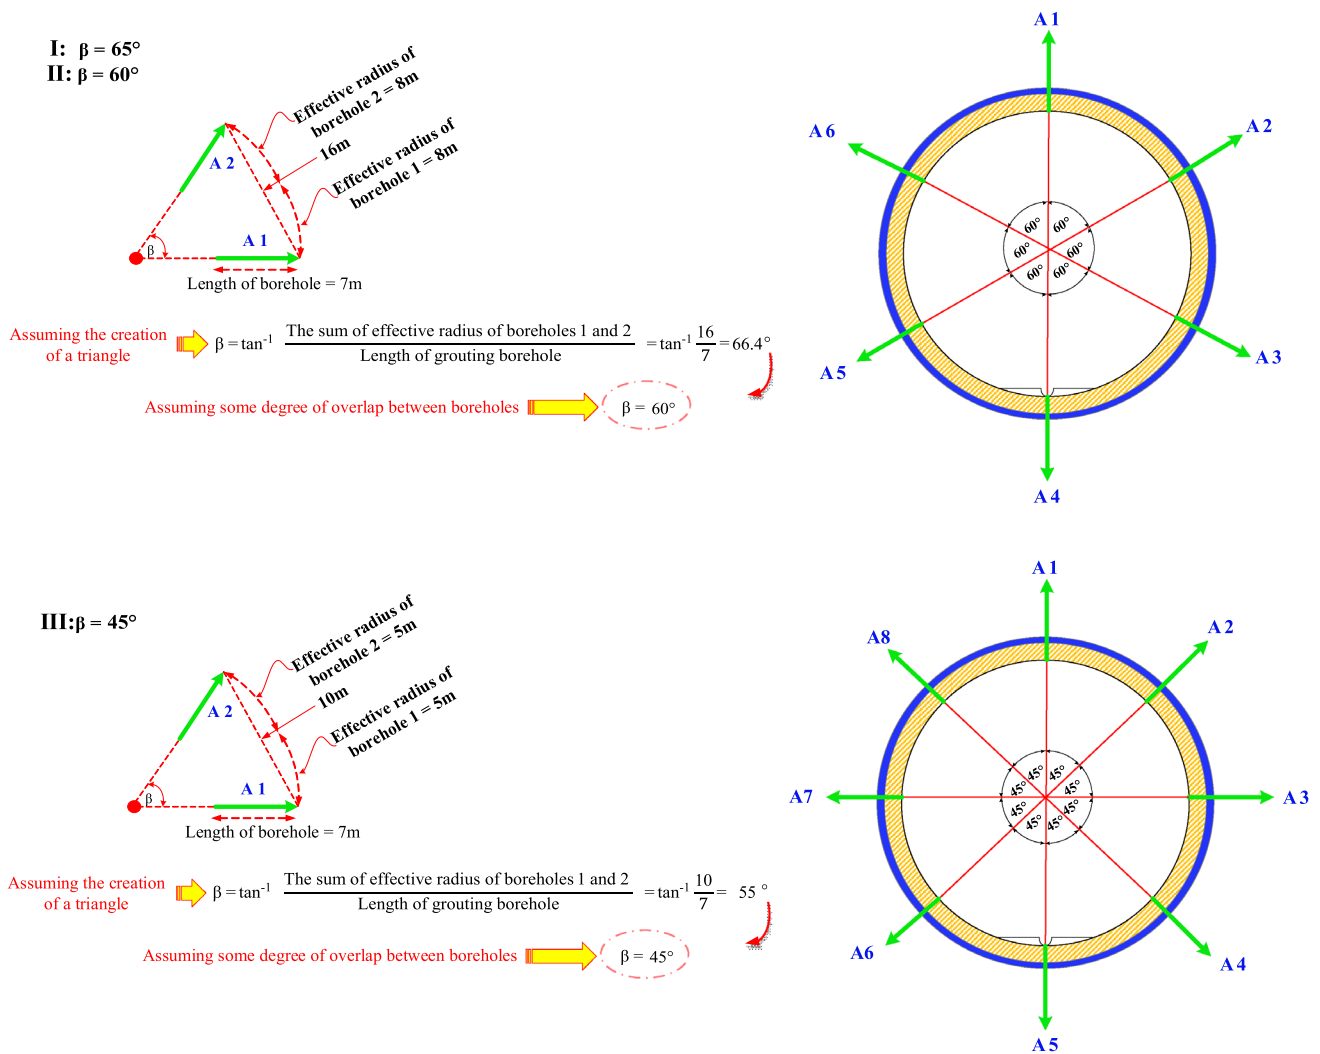 I: β = 65°
II: β = 60°
Effective radius of
borehole 2 = 8m
16m
Effective radius of
borehole 1 = 8m
A 2
A 1
β
Length of borehole = 7m
Assuming the creation
of a triangle
β = tan-1 The sum of effective radius of boreholes 1 and 2 / Length of grouting borehole = tan-1 16/7 = 66.4°
Assuming some degree of overlap between boreholes
β = 60°
A 1
A 2
A 3
A 4
A 5
A 6
60°
60°
60°
60°
60°
60°
III: β = 45°
Effective radius of
borehole 2 = 5m
10m
Effective radius of
borehole 1 = 5m
A 2
A 1
β
Length of borehole = 7m
Assuming the creation
of a triangle
β = tan-1 The sum of effective radius of boreholes 1 and 2 / Length of grouting borehole = tan-1 10/7 = 55 °
Assuming some degree of overlap between boreholes
β = 45°
A 1
A 2
A 3
A 4
A 5
A 6
A7
A8
45°
45°
45°
45°
45°
45°
45°
45°